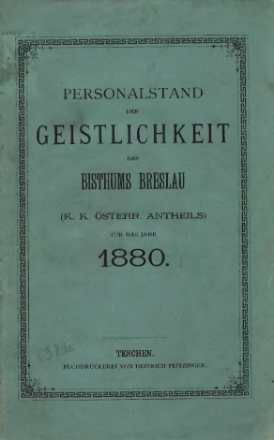 PERSONALSTAND
DER
GEISTLICHKEIT
DES
BISTHUMS BRESLAU
(K. K. ÖSTERR. ANTHEILS)
FÜR DAS JAHR
1880.
TESCHEN.
BUCHDRUCKEREI VON HEINRICH FEITZINGER.